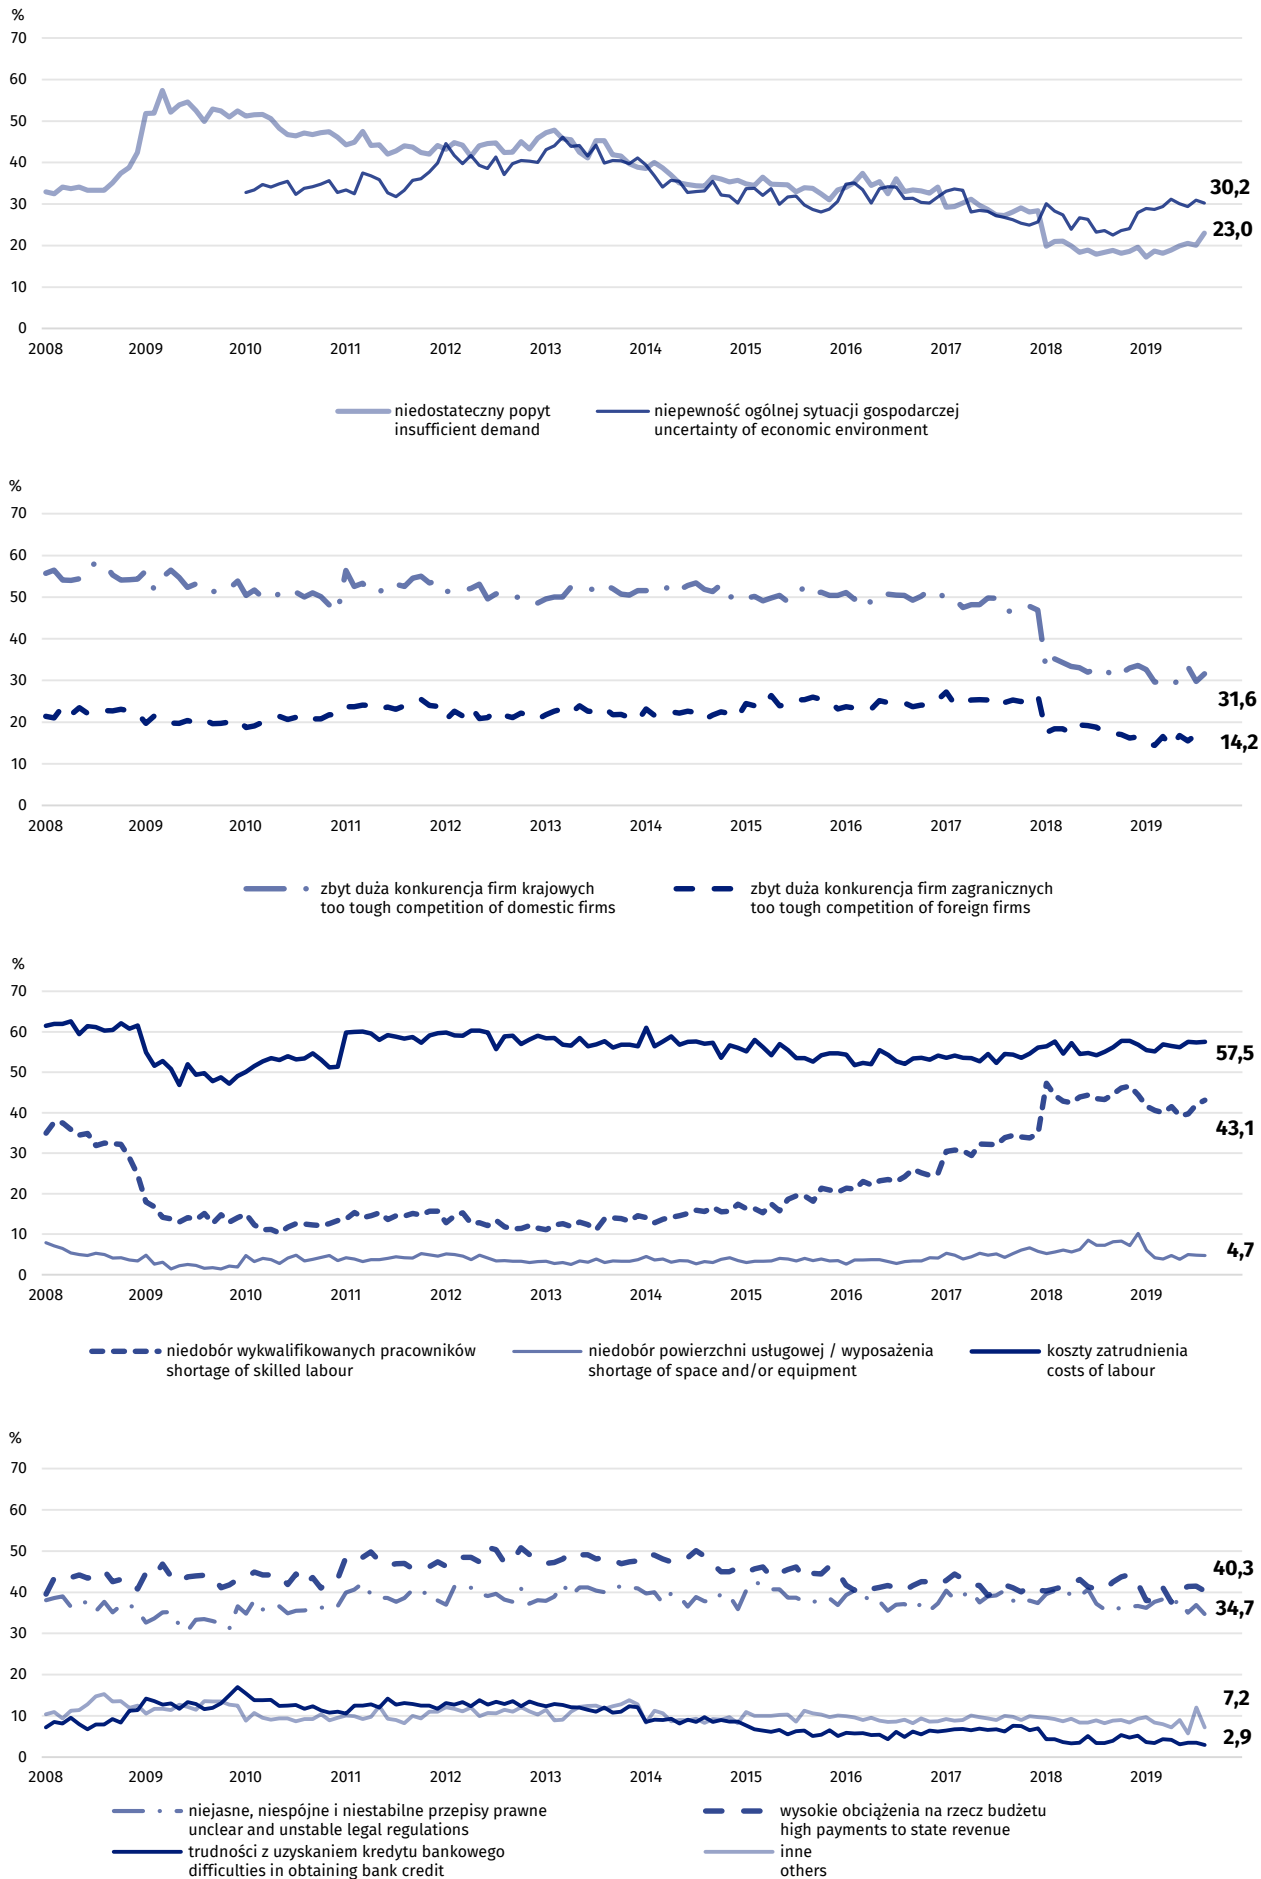 %
70
60
50
40
30
20
10
0
30,2
23,0
2008 2009 2010 2011 2012 2013 2014 2015 2016 2017 2018 2019
niedostateczny popyt
insufficient demand
niepewność ogólnej sytuacji gospodarczej
uncertainty of economic environment
%
70
60
50
40
30
20
10
0
31,6
14,2
2008 2009 2010 2011 2012 2013 2014 2015 2016 2017 2018 2019
zbyt duża konkurencja firm krajowych
too tough competition of domestic firms
zbyt duża konkurencja firm zagranicznych
too tough competition of foreign firms
%
70
60
50
40
30
20
10
0
57,5
43,1
4,7
2008 2009 2010 2011 2012 2013 2014 2015 2016 2017 2018 2019
niedobór wykwalifikowanych pracowników
shortage of skilled labour
niedobór powierzchni usługowej / wyposażenia
shortage of space and/or equipment
koszty zatrudnienia
costs of labour
%
70
60
50
40
30
20
10
0
40,3
34,7
7,2
2,9
2008 2009 2010 2011 2012 2013 2014 2015 2016 2017 2018 2019
niejasne, niespójne i niestabilne przepisy prawne
unclear and unstable legal regulations
wysokie obciążenia na rzecz budżetu
high payments to state revenue
trudności z uzyskaniem kredytu bankowego
difficulties in obtaining bank credit
inne
others